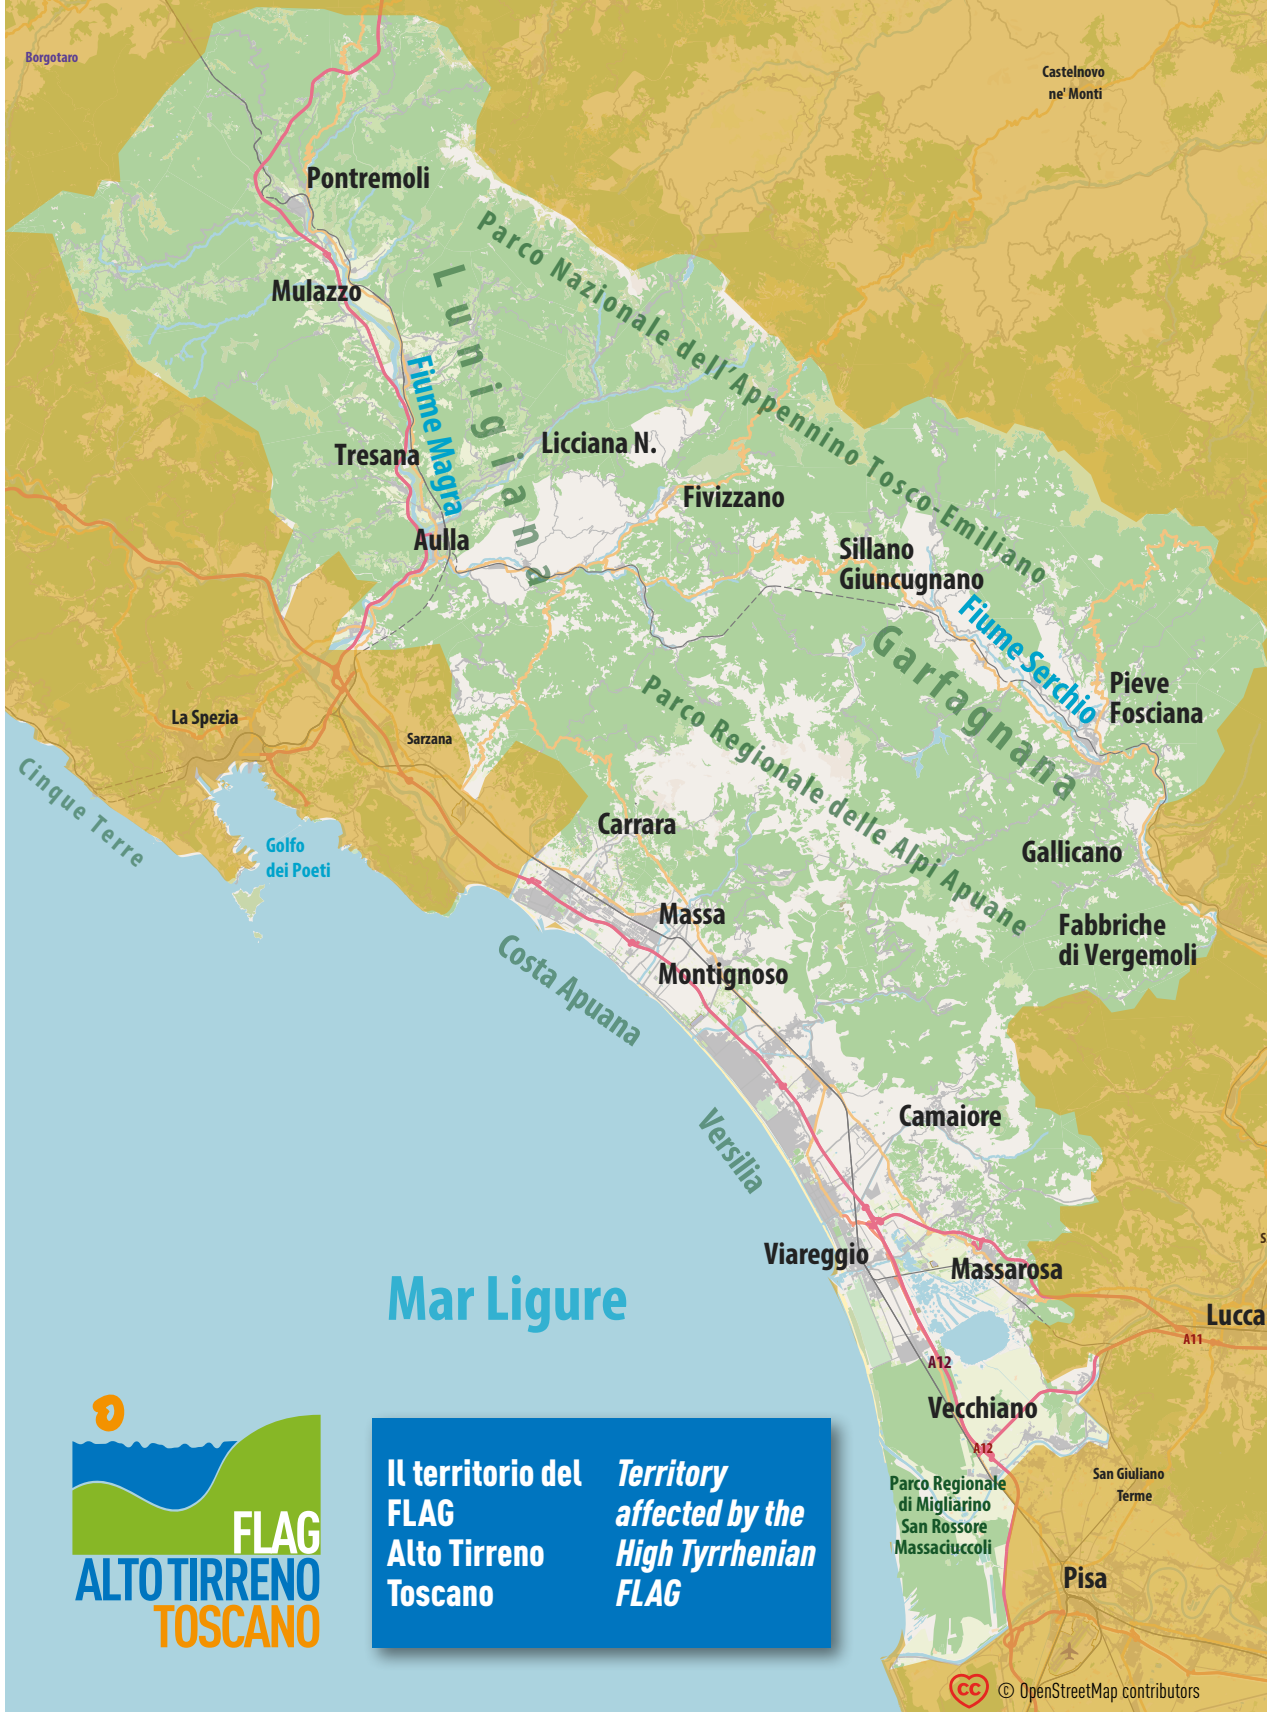 Borgotaro
Castelnovo
ne' Monti
Pontremoli
Parco Nazionale dell'Appennino Tosco-Emiliano
Mulazzo
Lunigiana
Fiume Magra
Tresana
Licciana N.
Fivizzano
Aulla
Sillano
Giuncugnano
Fiume Serchio
Garfagnana
Pieve
Fosciana
Parco Regionale delle Alpi Apuane
La Spezia
Sarzana
Cinque Terre
Golfo
dei Poeti
Carrara
Gallicano
Massa
Fabbriche
di Vergemoli
Costa Apuana
Montignoso
Versilia
Camaiore
Viareggio
Massarosa
Mar Ligure
S
Lucca
A11
A12
Vecchiano
A12
Parco Regionale
di Migliarino
San Rossore
Massaciuccoli
San Giuliano
Terme
Pisa
FLAG
ALTO TIRRENO
TOSCANO
Il territorio del
FLAG
Alto Tirreno
Toscano
Territory
affected by the
High Tyrrhenian
FLAG
CC © OpenStreetMap contributors